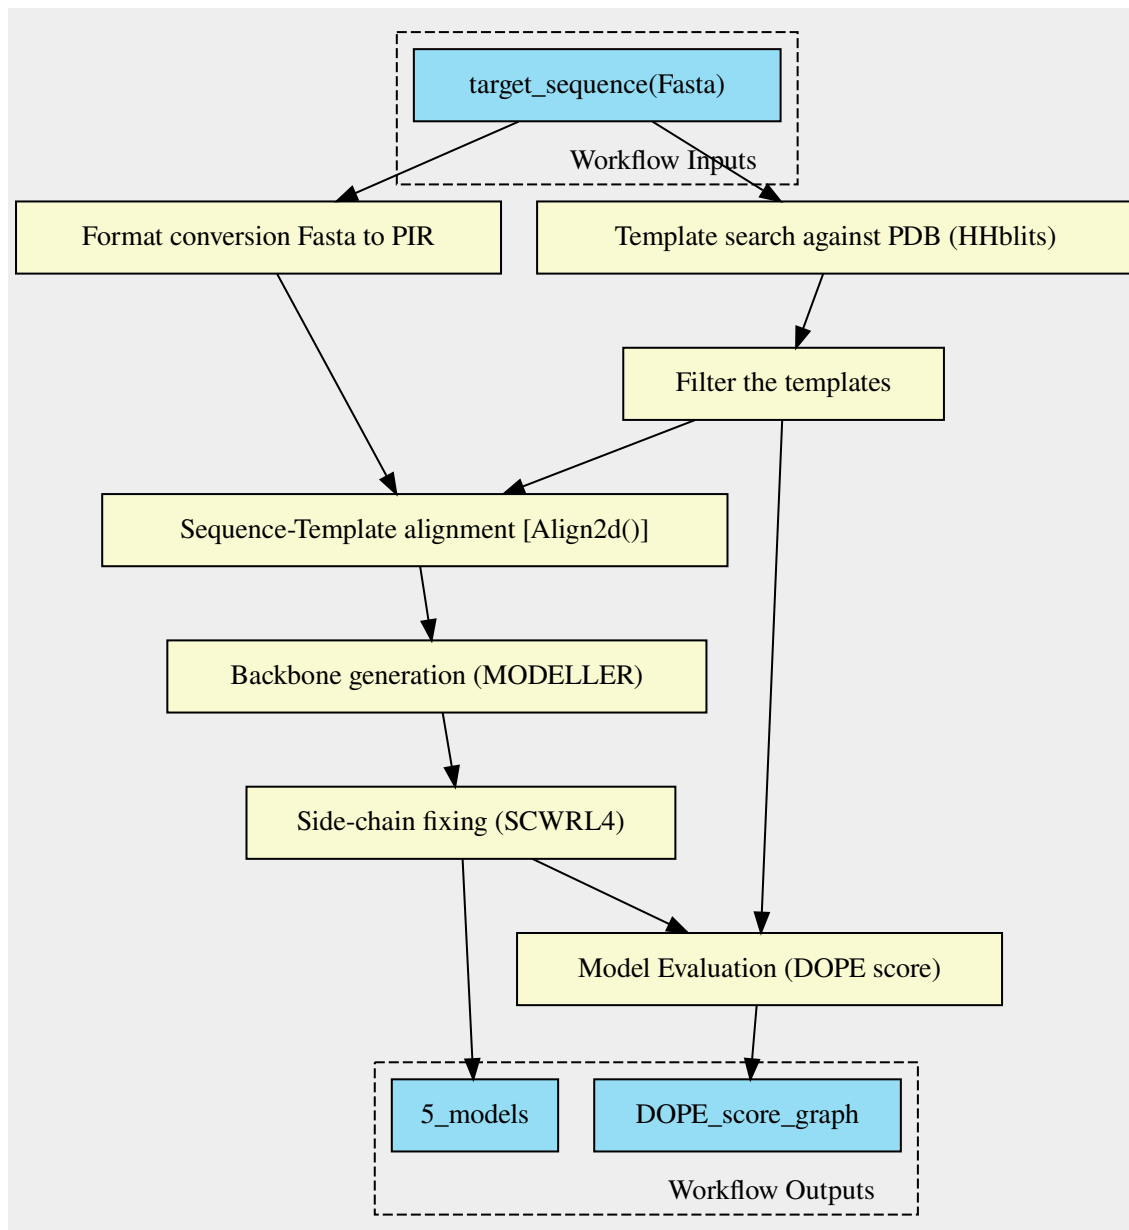 target_sequence(Fasta)
Workflow Inputs
Format conversion Fasta to PIR
Template search against PDB (HHblits)
Filter the templates
Sequence-Template alignment [Align2d()]
Backbone generation (MODELLER)
Side-chain fixing (SCWRL4)
Model Evaluation (DOPE score)
5_models
DOPE_score_graph
Workflow Outputs